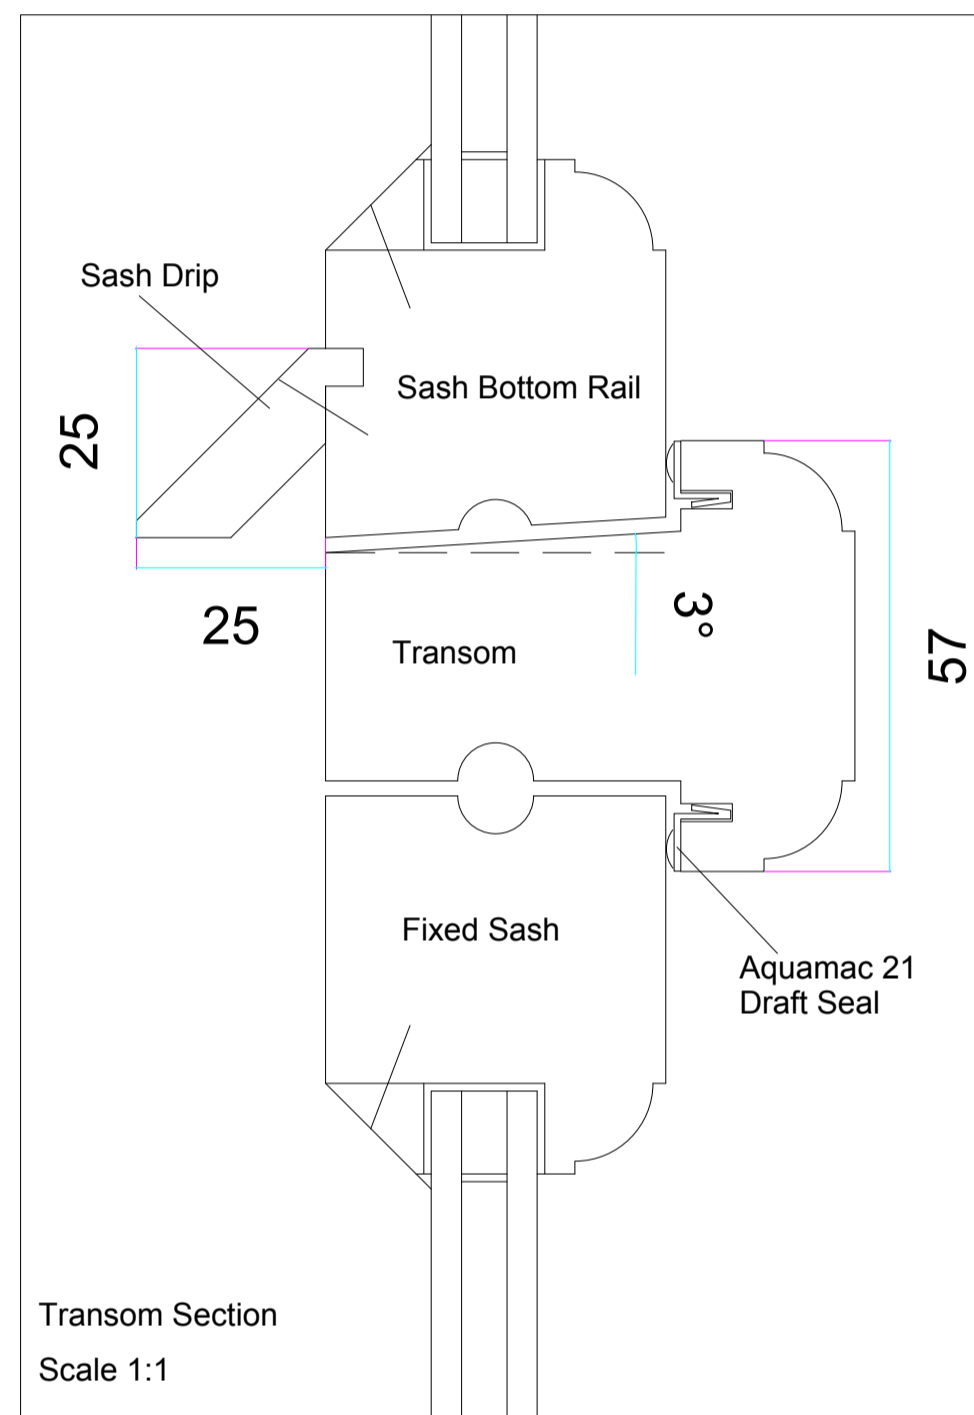 Sash Drip
Sash Bottom Rail
25
25
3°
57
Transom
Fixed Sash
Aquamac 21
Draft Seal
Transom Section
Scale 1:1